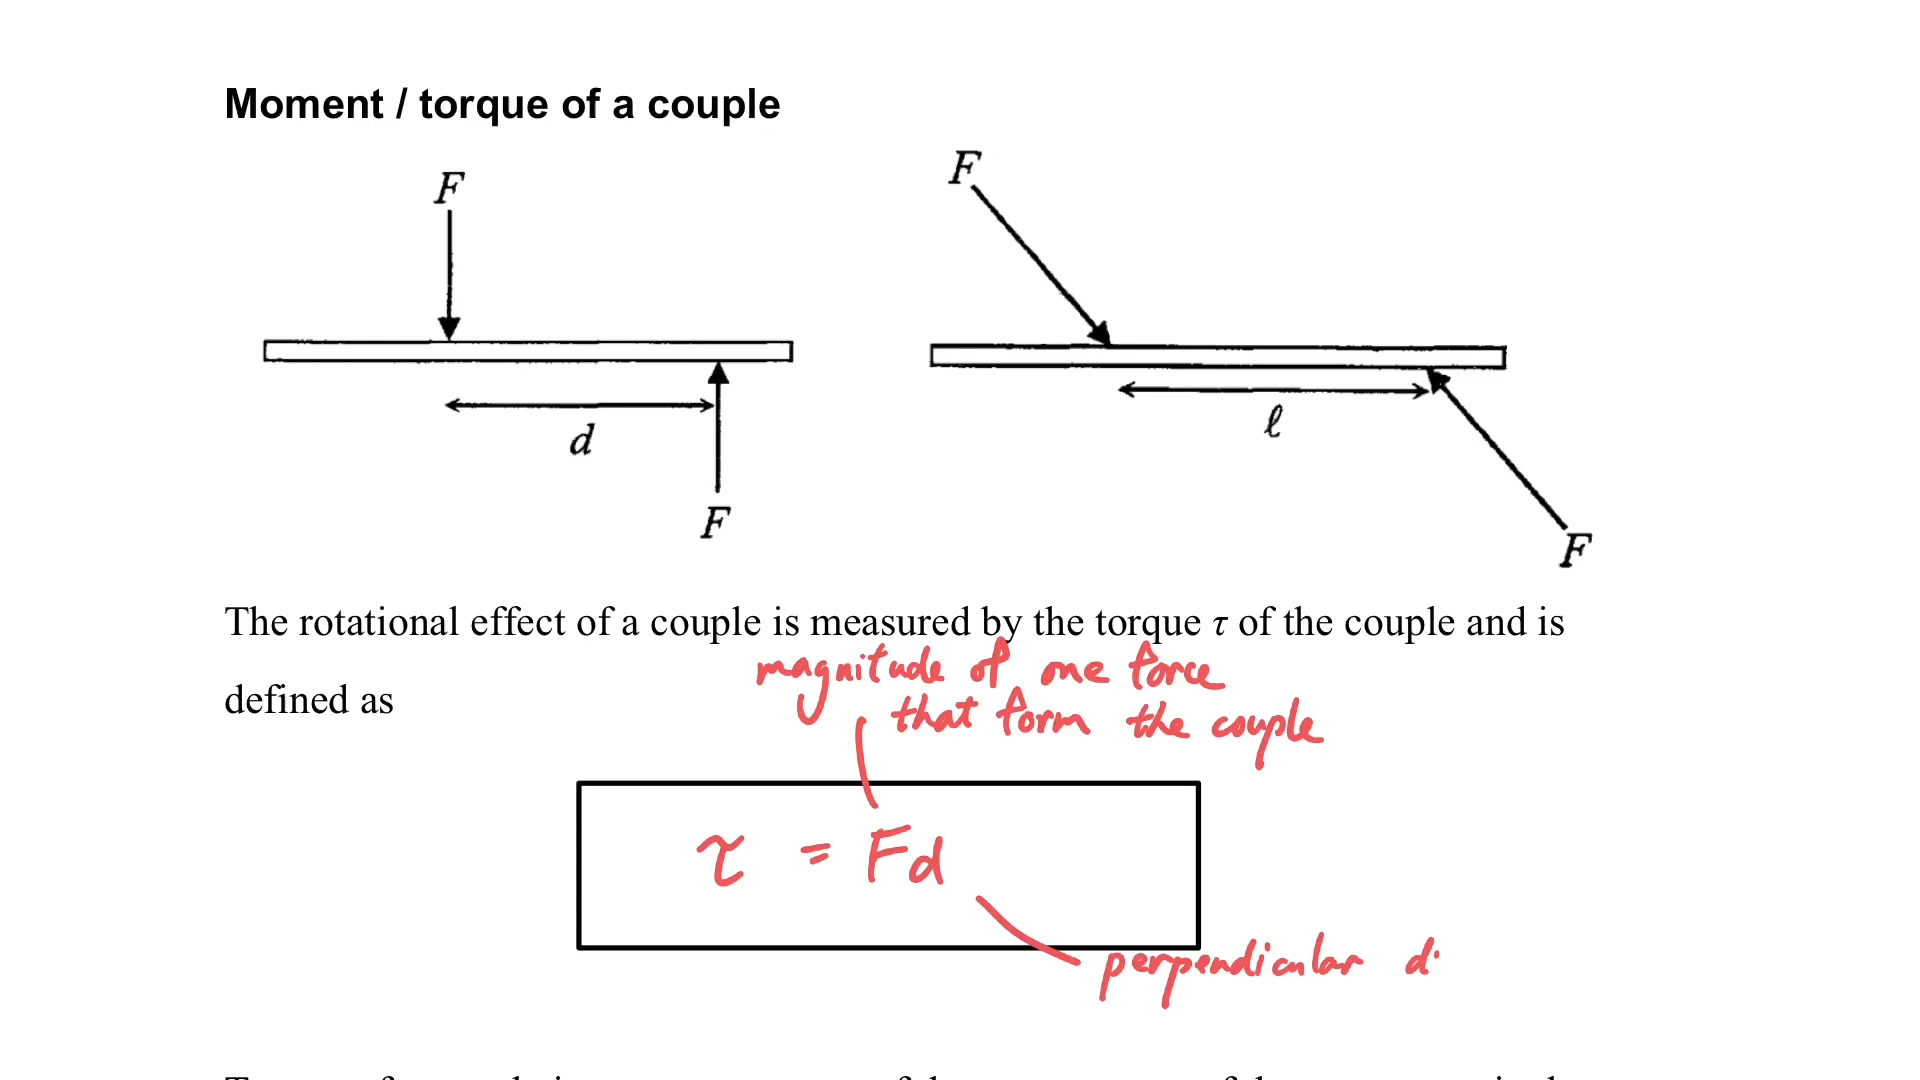 Moment / torque of a couple
F
F
d
ℓ
F
F
The rotational effect of a couple is measured by the torque τ of the couple and is
magnitude of one force
defined as
that form the couple
τ = Fd
perpendicular d